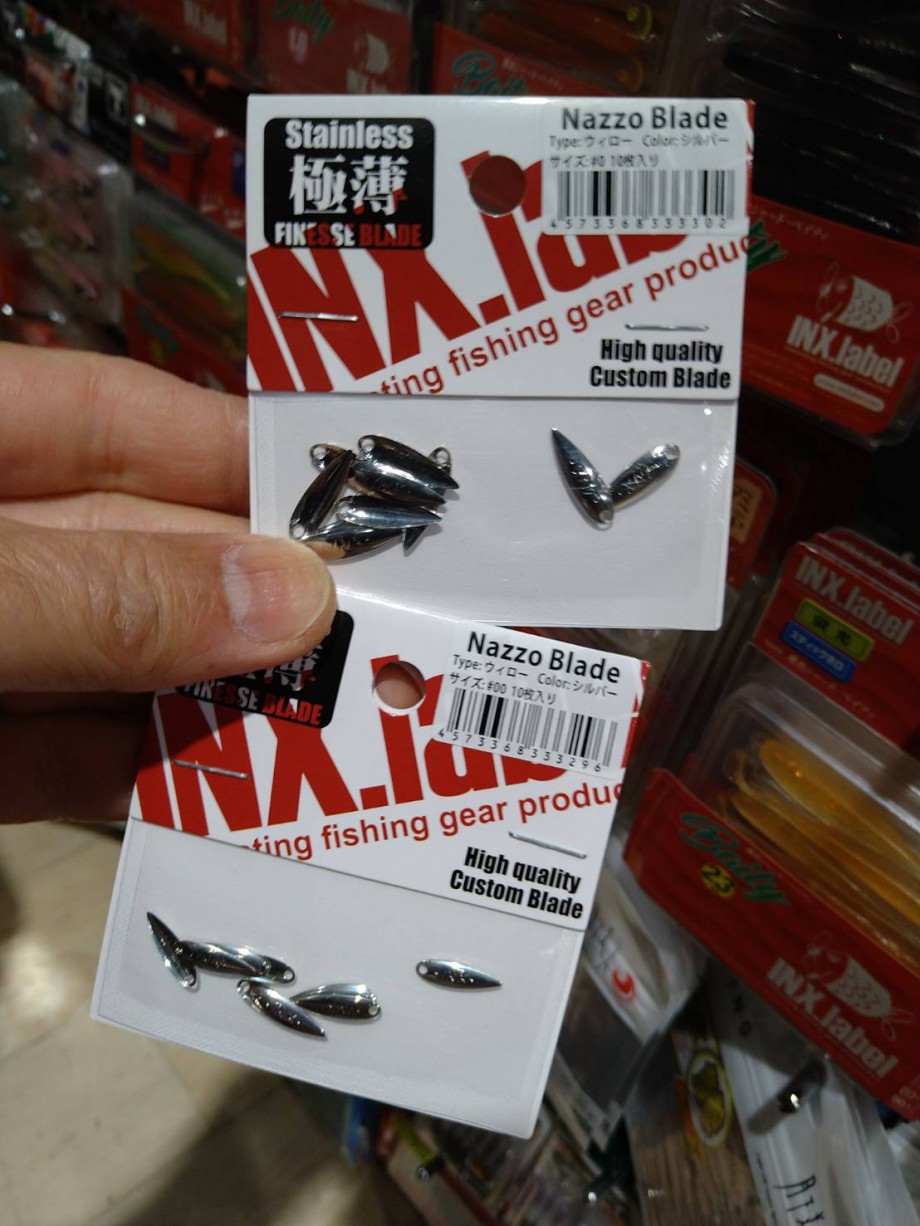 Stainless
極薄
FINESSE BLADE
Nazzo Blade
Type:ウィロー Color:シルバー
サイズ:#0 10枚入り
4573368333302
INX.lab
ting fishing gear produc
High quality
Custom Blade
薄
FINESSE BLADE
Nazzo Blade
Type:ウィロー Color:シルバー
サイズ:#00 10枚入り
4573368333296
INX.lab
ting fishing gear produc
High quality
Custom Blade
INX.label
INX.label
Baity
23
INX.label